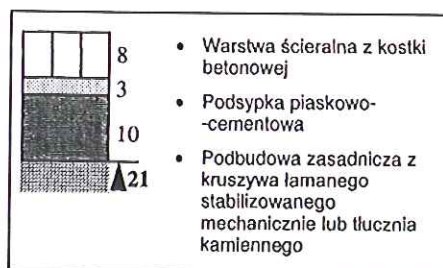 8
3
10
21
• Warstwa ścieralna z kostki
betonowej
• Podsypka piaskowo-
-cementowa
• Podbudowa zasadnicza z
kruszywa łamanego
stabilizowanego
mechanicznie lub tłucznia
kamiennego